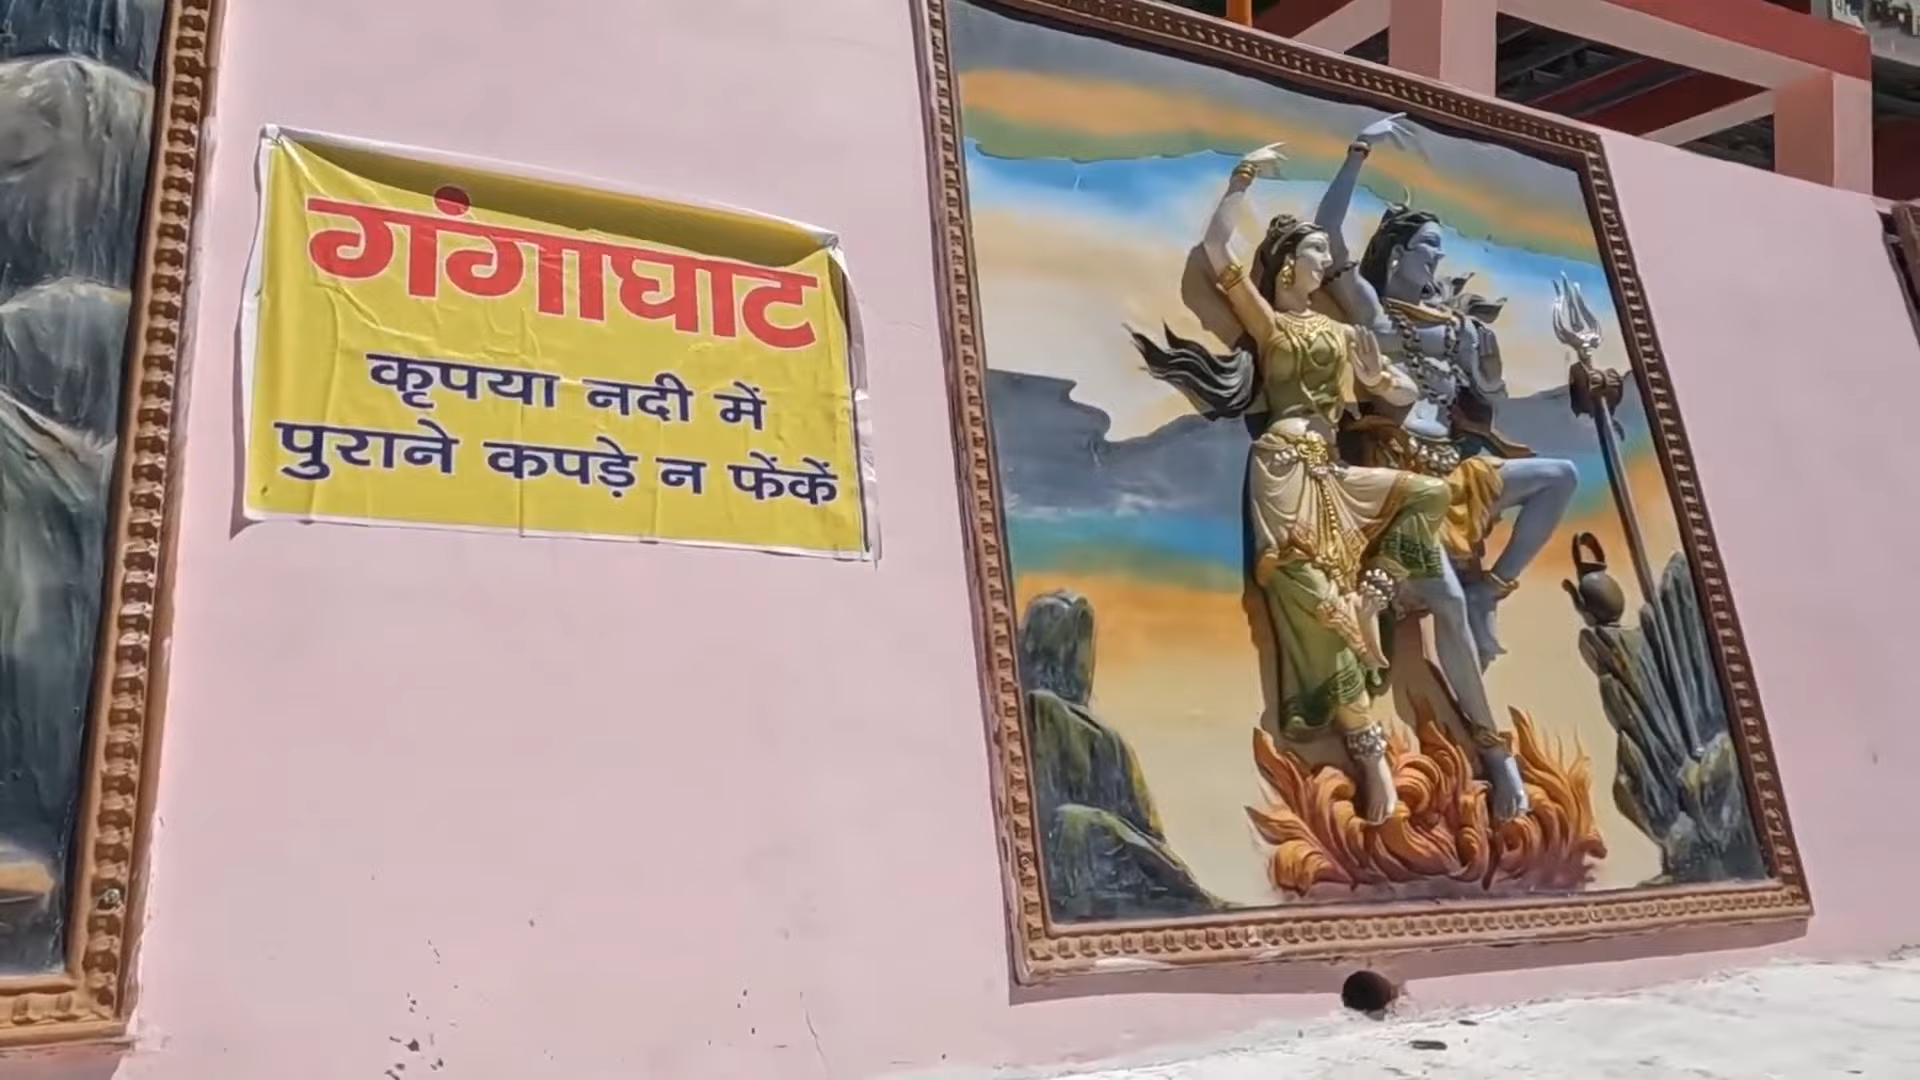 गंगाघाट
कृपया नदी में
पुराने कपड़े न फेंकें